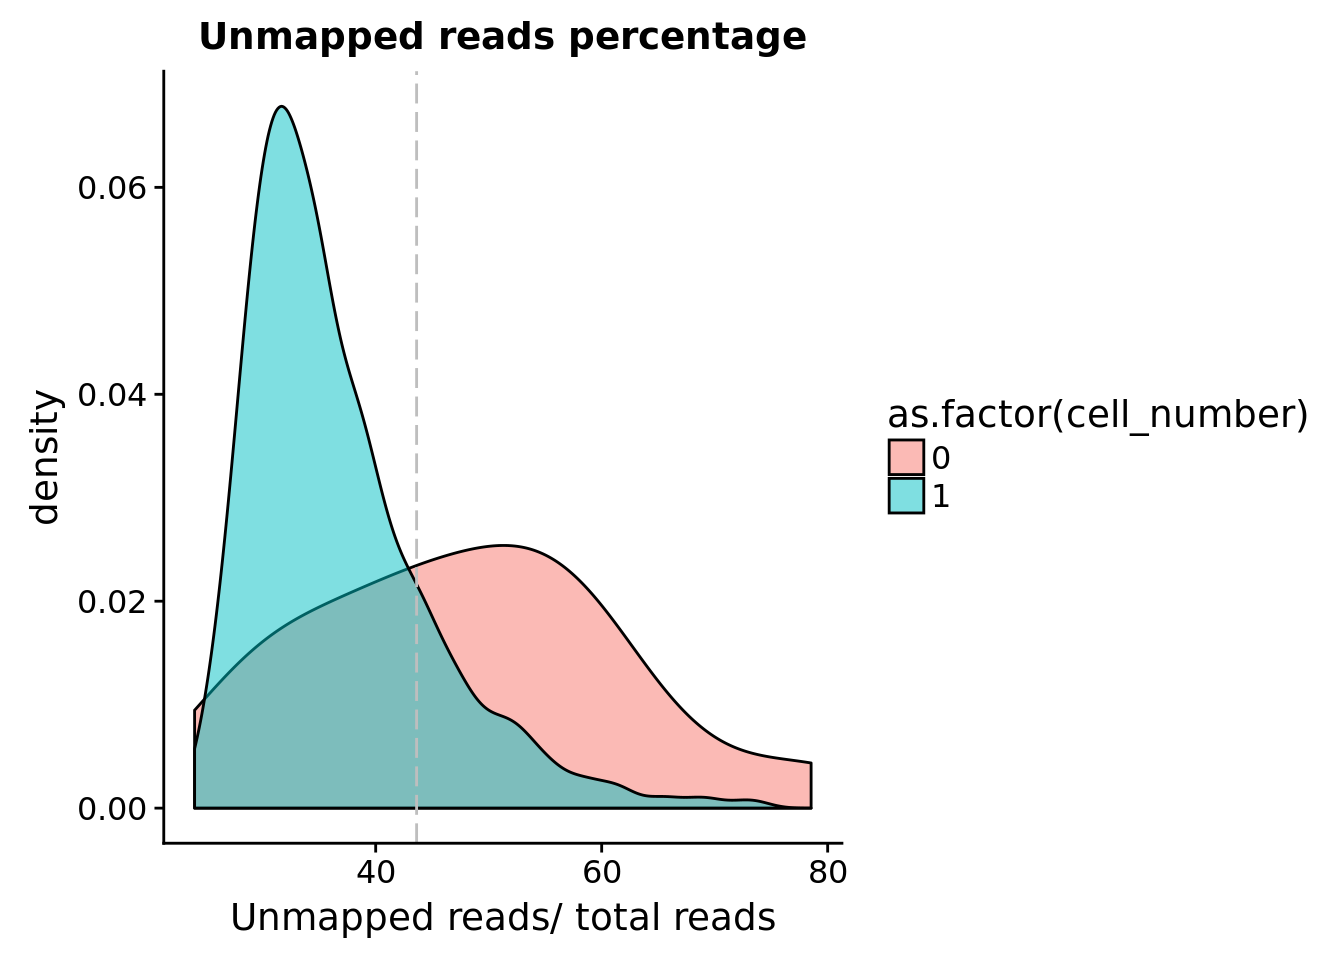 Unmapped reads percentage
0.06
0.04
0.02
0.00
density
40 60 80
Unmapped reads/ total reads
as.factor(cell_number)
0
1